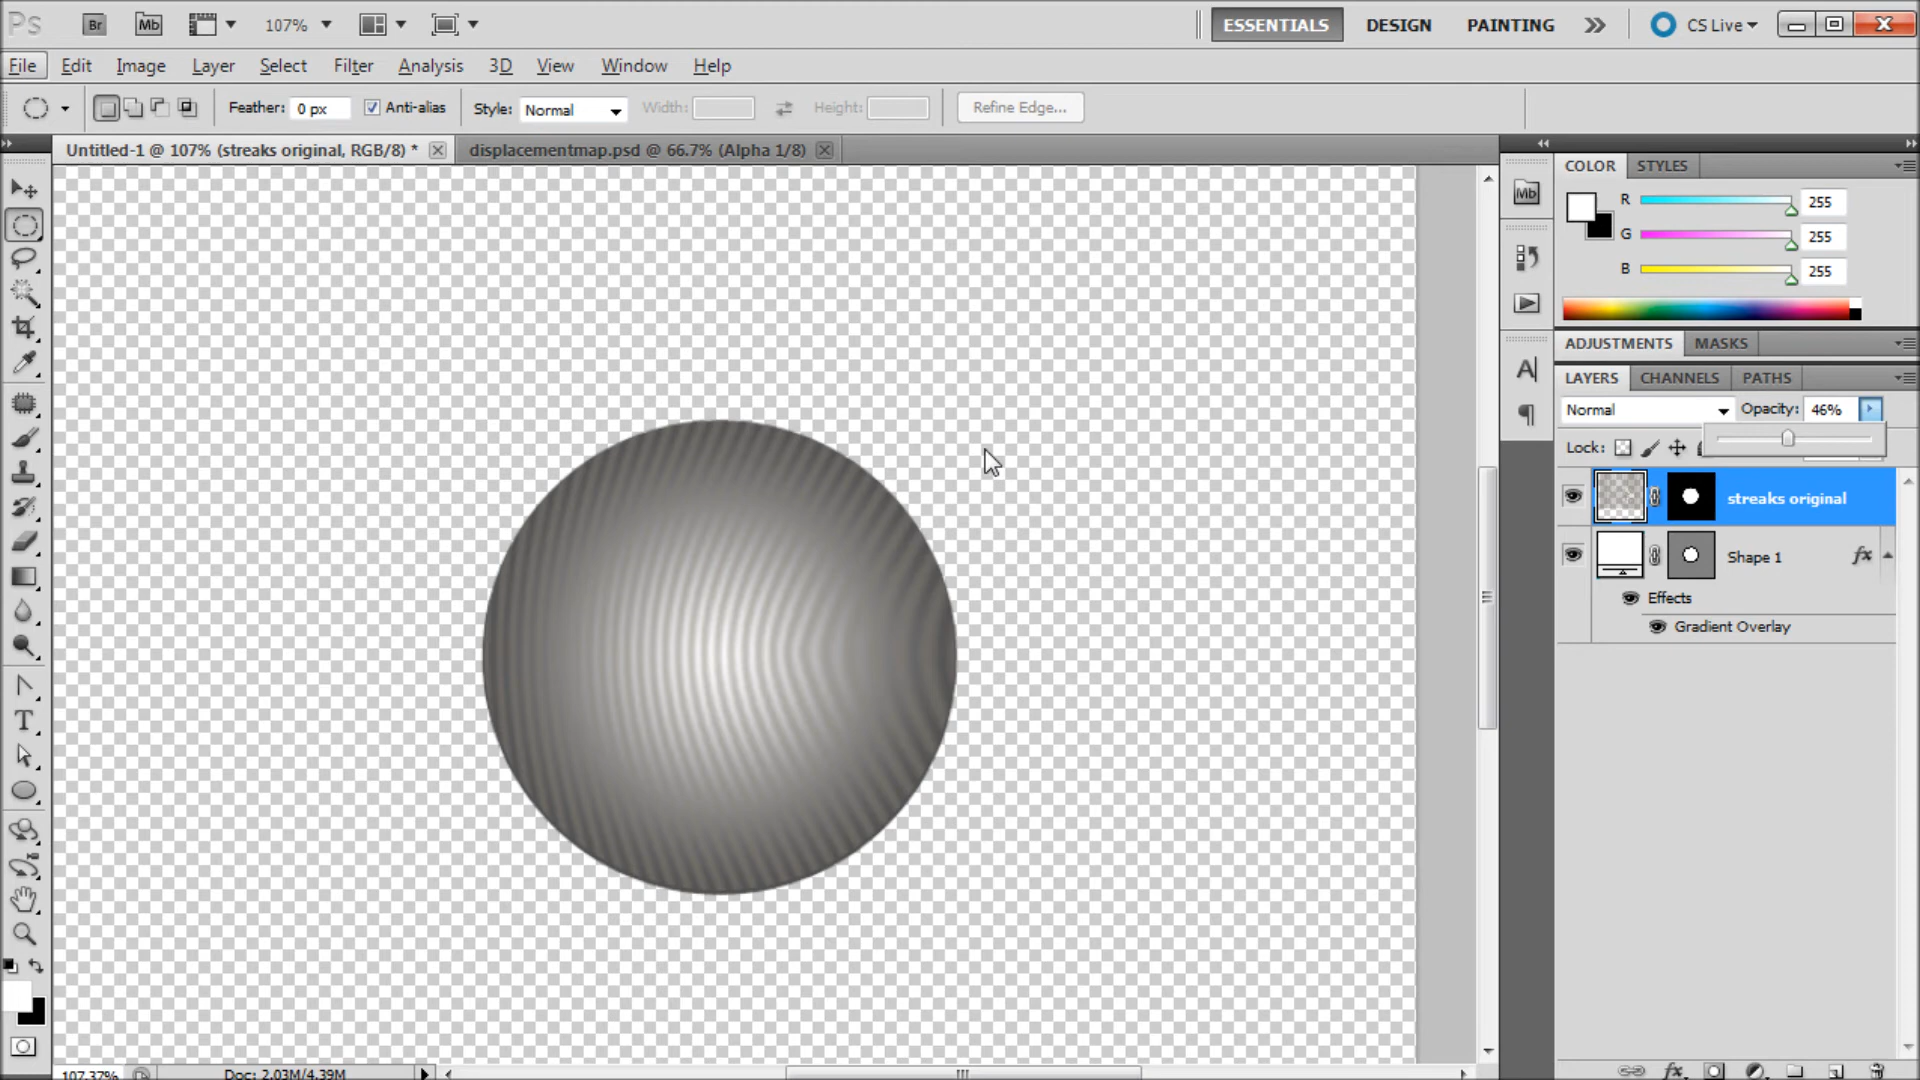 Ps Br Mb 107% ESSENTIALS DESIGN PAINTING CS Live
File Edit Image Layer Select Filter Analysis 3D View Window Help
Feather: 0 px Anti-alias Style: Normal Width: Height: Refine Edge...
Untitled-1 @ 107% (streaks original, RGB/8) * displacementmap.psd @ 66.7% (Alpha 1/8)
COLOR STYLES
Mb
R 255
G 255
B 255
ADJUSTMENTS MASKS
LAYERS CHANNELS PATHS
Normal Opacity: 46%
Lock:
streaks original
Shape 1 fx
Effects
Gradient Overlay
107.37% Doc: 2.03M/4.39M